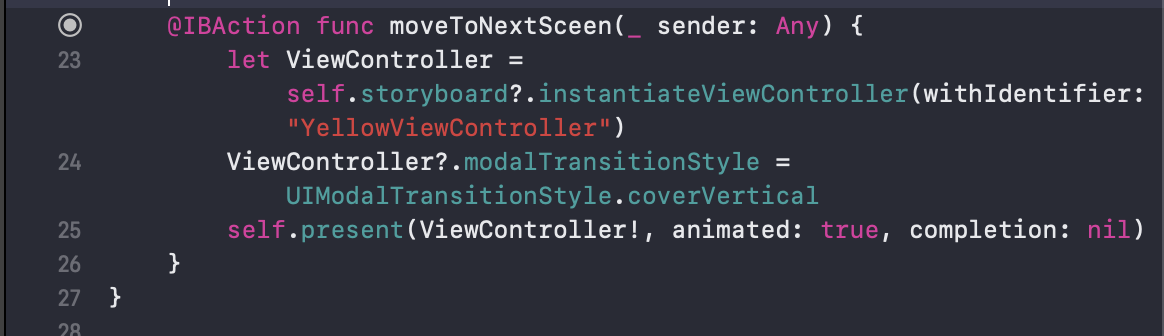 @IBAction func moveToNextSceen(_ sender: Any) {
23 let ViewController =
self.storyboard?.instantiateViewController(withIdentifier:
"YellowViewController")
24 ViewController?.modalTransitionStyle =
UIModalTransitionStyle.coverVertical
25 self.present(ViewController!, animated: true, completion: nil)
26 }
27 }
28